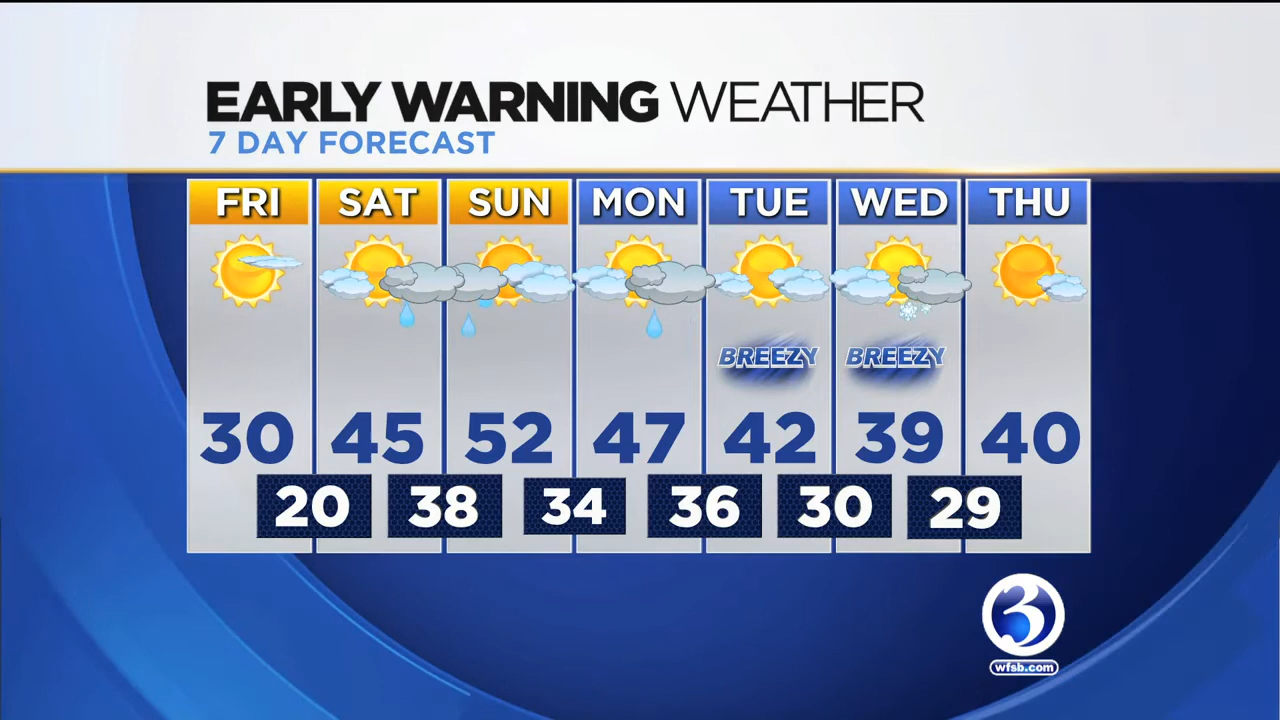 EARLY WARNING WEATHER
7 DAY FORECAST
FRI SAT SUN MON TUE WED THU
BREEZY BREEZY
30 45 52 47 42 39 40
20 38 34 36 30 29
3
wfsb.com